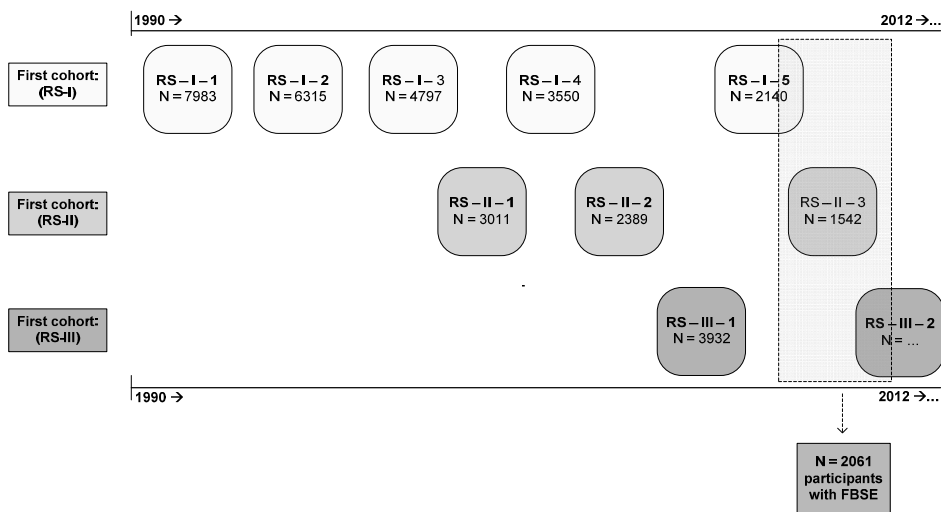 1990 → 2012 →
First cohort:
(RS-I)
RS – I – 1
N = 7983
RS – I – 2
N = 6315
RS – I – 3
N = 4797
RS – I – 4
N = 3550
RS – I – 5
N = 2140
First cohort:
(RS-II)
RS – II – 1
N = 3011
RS – II – 2
N = 2389
RS – II – 3
N = 1542
First cohort:
(RS-III)
RS – III – 1
N = 3932
RS – III – 2
N = ...
1990 → 2012 →...
N = 2061
participants
with FBSE